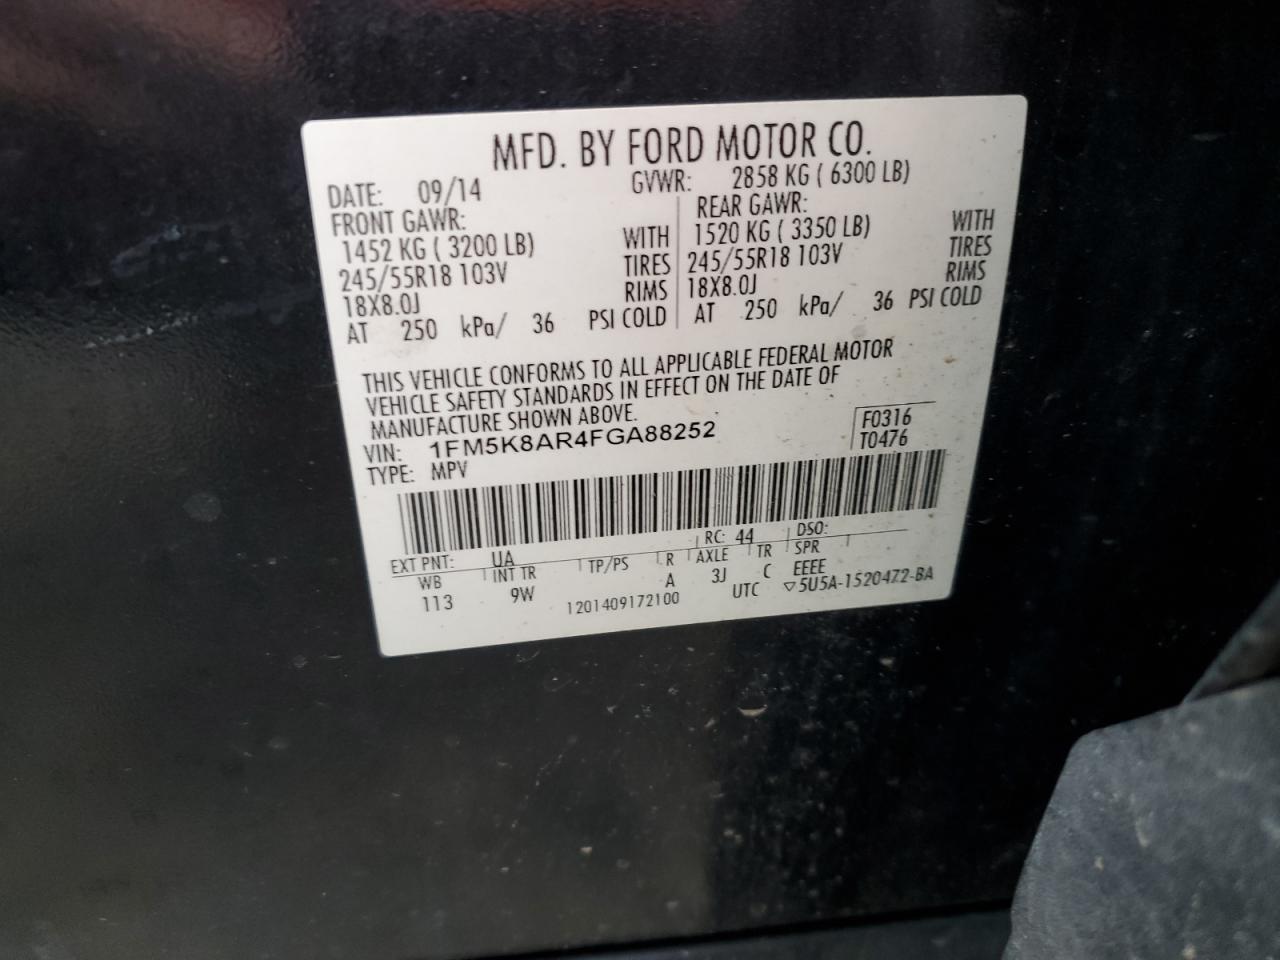 MFD. BY FORD MOTOR CO.
DATE: 09/14 GVWR: 2858 KG ( 6300 LB)
FRONT GAWR: REAR GAWR:
1452 KG ( 3200 LB) WITH 1520 KG ( 3350 LB) WITH
245/55R18 103V TIRES 245/55R18 103V TIRES
18X8.0J RIMS 18X8.0J RIMS
AT 250 kPa/ 36 PSI COLD AT 250 kPa/ 36 PSI COLD
THIS VEHICLE CONFORMS TO ALL APPLICABLE FEDERAL MOTOR
VEHICLE SAFETY STANDARDS IN EFFECT ON THE DATE OF
MANUFACTURE SHOWN ABOVE.
VIN: 1FM5K8AR4FGA88252 F0316
TYPE: MPV T0476
EXT PNT: UA RC: 44 DSO:
WB INT TR TP/PS R AXLE TR SPR
113 9W A 3J C EEEE
1201409172100 UTC ▽5U5A-1520472-BA